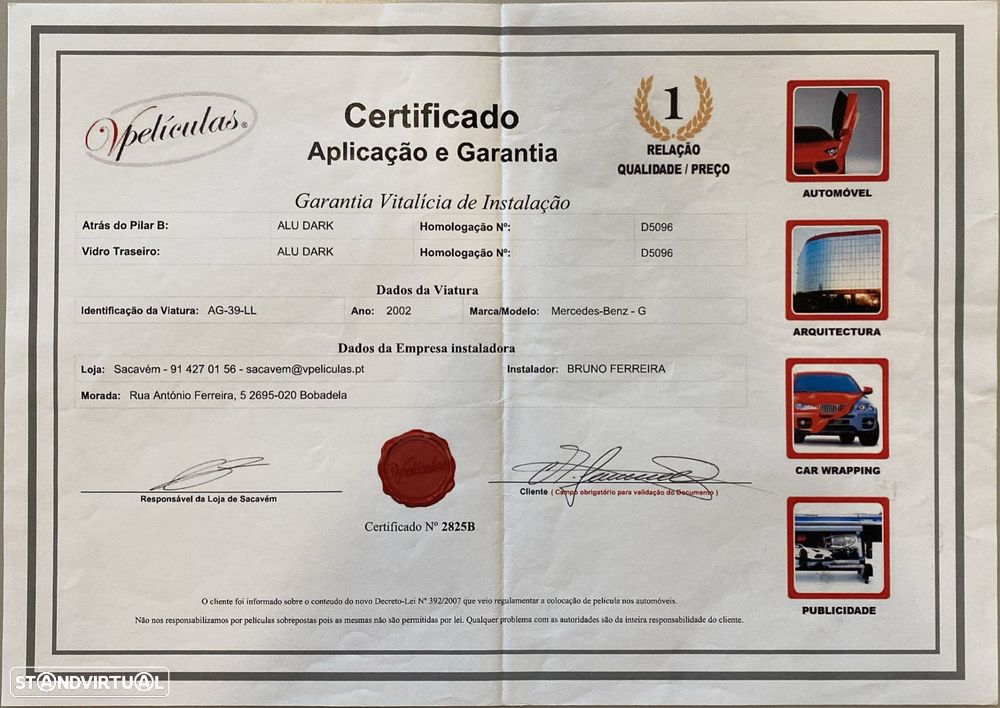 Vpelículas®
Certificado
Aplicação e Garantia
1
RELAÇÃO
QUALIDADE / PREÇO
AUTOMÓVEL
Garantia Vitalícia de Instalação
Atrás do Pilar B: ALU DARK Homologação Nº: D5096
Vidro Traseiro: ALU DARK Homologação Nº: D5096
ARQUITECTURA
Dados da Viatura
Identificação da Viatura: AG-39-LL Ano: 2002 Marca/Modelo: Mercedes-Benz - G
Dados da Empresa instaladora
Loja: Sacavém - 91 427 01 56 - sacavem@vpeliculas.pt Instalador: BRUNO FERREIRA
Morada: Rua António Ferreira, 5 2695-020 Bobadela
CAR WRAPPING
Vpelículas
Responsável da Loja de Sacavém
Cliente ( Campo obrigatório para validação do Documento )
Certificado Nº 2825B
PUBLICIDADE
O cliente foi informado sobre o conteudo do novo Decreto-Lei Nº 392/2007 que veio regulamentar a colocação de película nos automóveis.
Não nos responsabilizamos por películas sobrepostas pois as mesmas não são permitidas por lei. Qualquer problema com as autoridades são da inteira responsabilidade do cliente.
STANDVIRTUAL